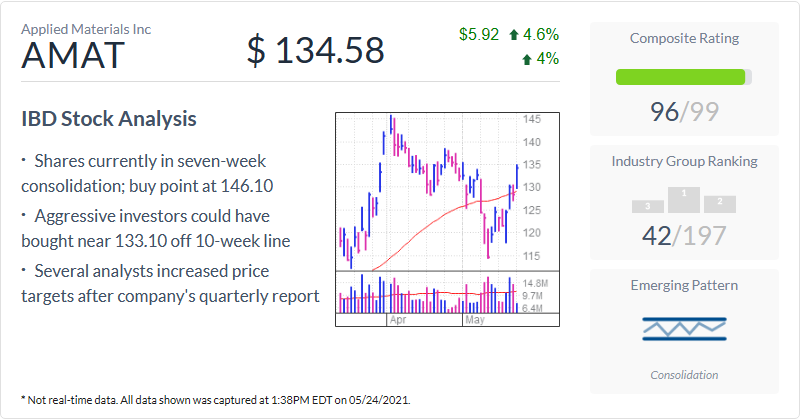 Applied Materials Inc
AMAT
$ 134.58
$5.92 4.6%
4%
IBD Stock Analysis
· Shares currently in seven-week
consolidation; buy point at 146.10
· Aggressive investors could have
bought near 133.10 off 10-week line
· Several analysts increased price
targets after company's quarterly report
145
140
135
130
125
120
115
14.8M
9.7M
6.4M
Apr
May
Composite Rating
96/99
Industry Group Ranking
3
1
2
42/197
Emerging Pattern
Consolidation
* Not real-time data. All data shown was captured at 1:38PM EDT on 05/24/2021.